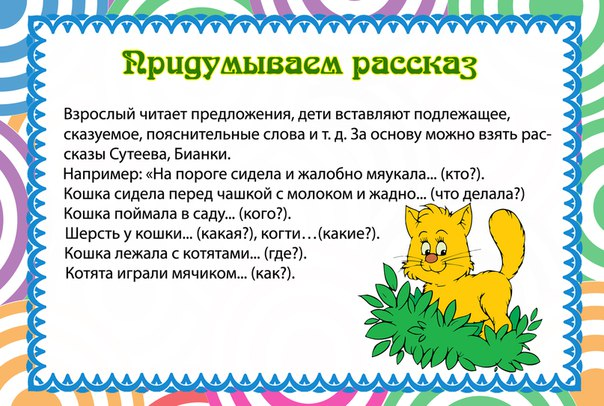 Придумываем рассказ
Взрослый читает предложения, дети вставляют подлежащее,
сказуемое, пояснительные слова и т. д. За основу можно взять рас-
сказы Сутеева, Бианки.
Например: «На пороге сидела и жалобно мяукала... (кто?).
Кошка сидела перед чашкой с молоком и жадно... (что делала?)
Кошка поймала в саду... (кого?).
Шерсть у кошки... (какая?), когти…(какие?).
Кошка лежала с котятами... (где?).
Котята играли мячиком... (как?).